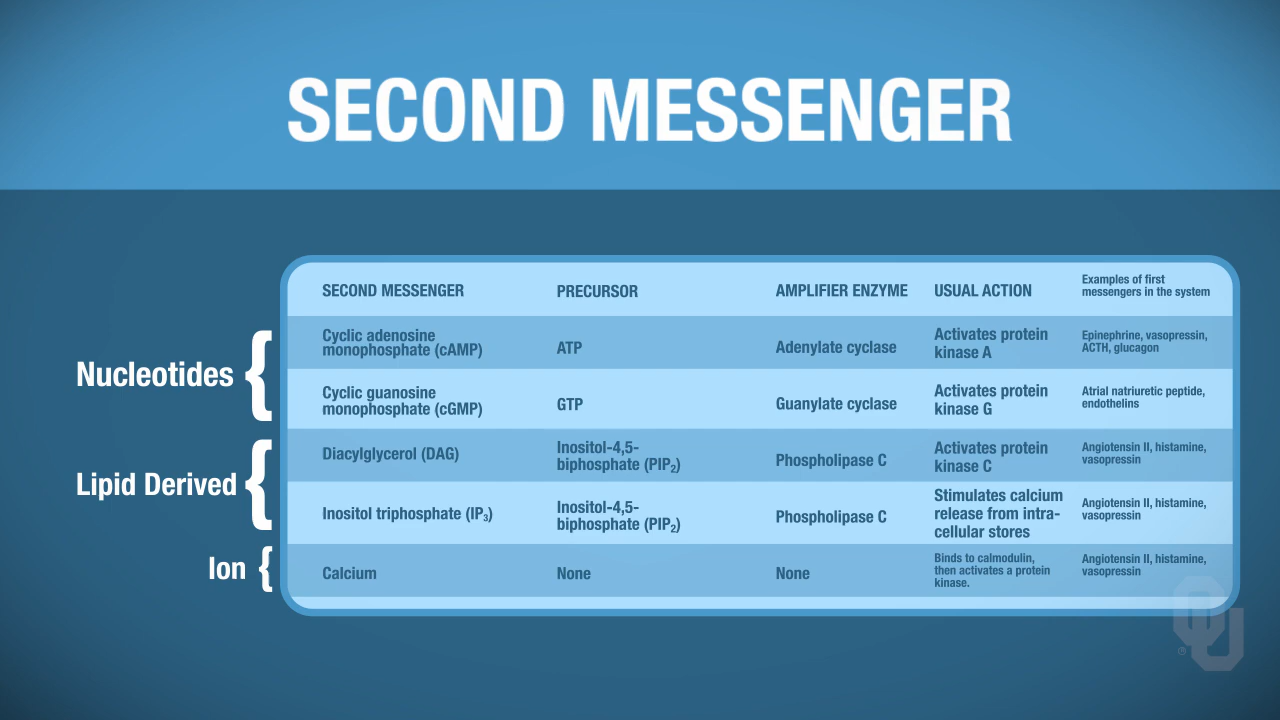 SECOND MESSENGER
SECOND MESSENGER
PRECURSOR
AMPLIFIER ENZYME
USUAL ACTION
Examples of first
messengers in the system
Nucleotides
Cyclic adenosine
monophosphate (cAMP)
ATP
Adenylate cyclase
Activates protein
kinase A
Epinephrine, vasopressin,
ACTH, glucagon
Cyclic guanosine
monophosphate (cGMP)
GTP
Guanylate cyclase
Activates protein
kinase G
Atrial natriuretic peptide,
endothelins
Lipid Derived
Diacylglycerol (DAG)
Inositol-4,5-
biphosphate (PIP₂)
Phospholipase C
Activates protein
kinase C
Angiotensin II, histamine,
vasopressin
Inositol triphosphate (IP₃)
Inositol-4,5-
biphosphate (PIP₂)
Phospholipase C
Stimulates calcium
release from intra-
cellular stores
Angiotensin II, histamine,
vasopressin
Ion
Calcium
None
None
Binds to calmodulin,
then activates a protein
kinase.
Angiotensin II, histamine,
vasopressin
OU
®